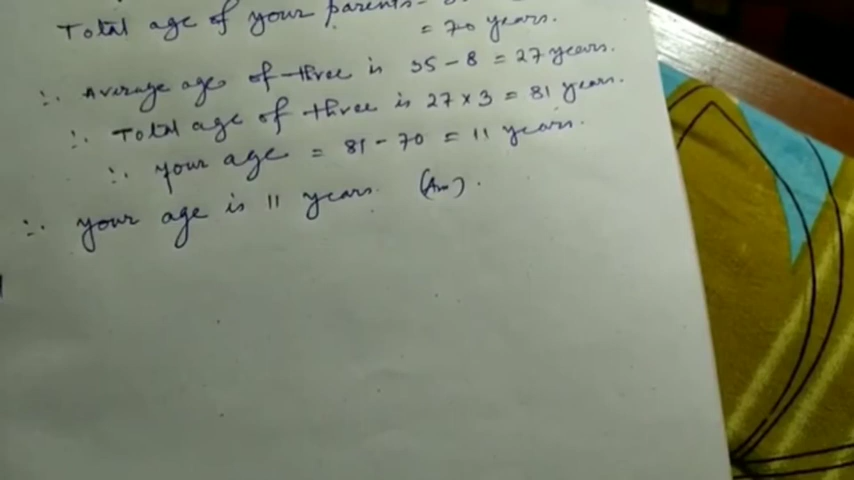 Total age of your parents =
= 70 years.
∴ Average age of three is 35 - 8 = 27 years.
∴ Total age of three is 27 × 3 = 81 years.
∴ your age = 81 - 70 = 11 years.
∴ your age is 11 years. (Ans).